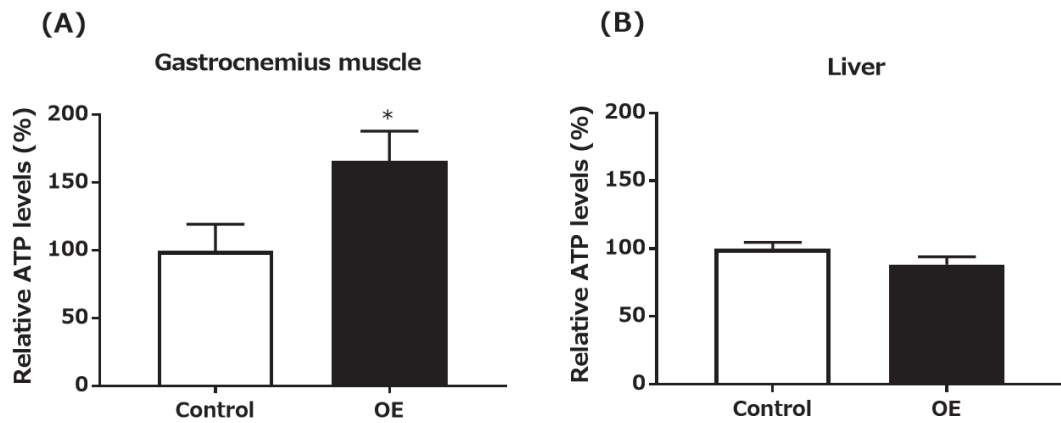 (A)
Gastrocnemius muscle
Relative ATP levels (%)
200
150
100
50
0
*
Control
OE
(B)
Liver
Relative ATP levels (%)
200
150
100
50
0
Control
OE